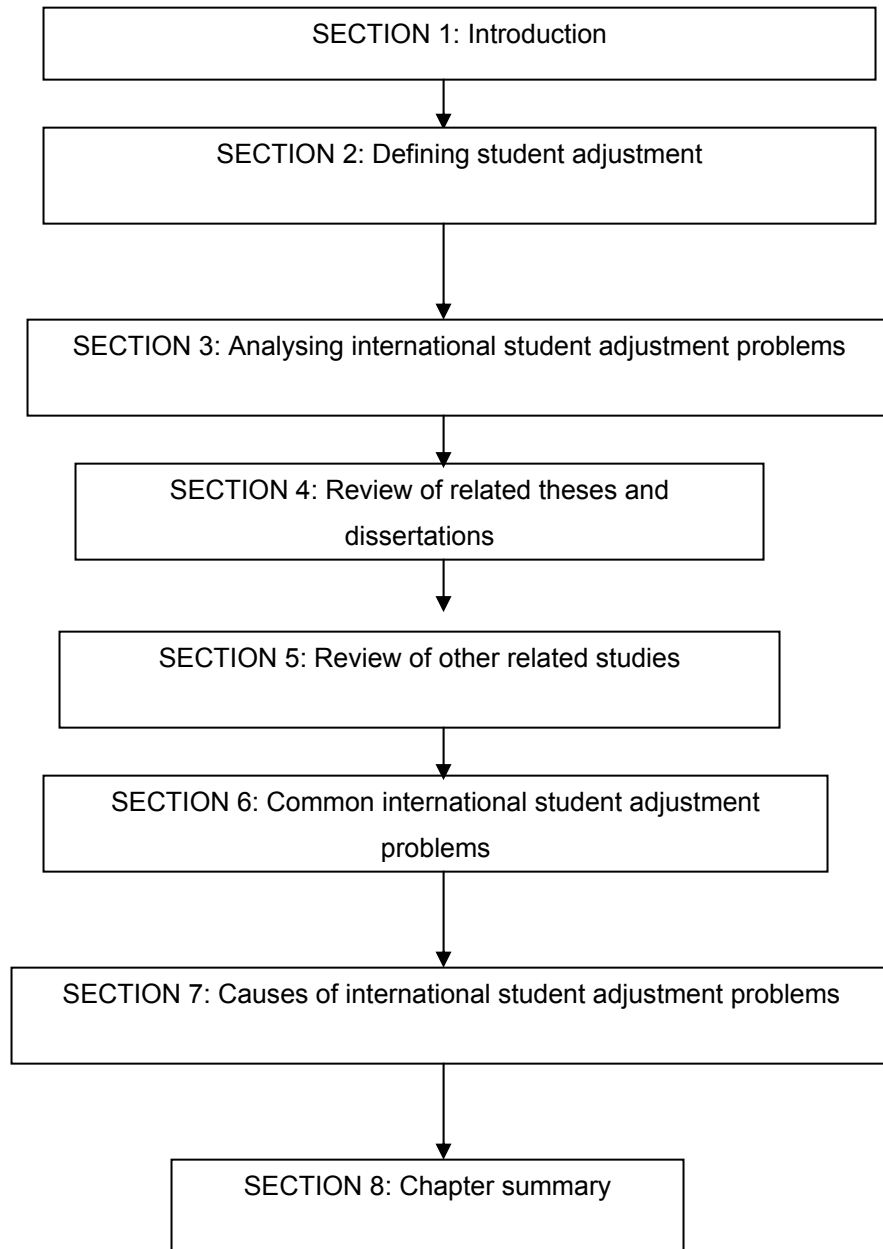 SECTION 1: Introduction
SECTION 2: Defining student adjustment
SECTION 3: Analysing international student adjustment problems
SECTION 4: Review of related theses and
dissertations
SECTION 5: Review of other related studies
SECTION 6: Common international student adjustment
problems
SECTION 7: Causes of international student adjustment problems
SECTION 8: Chapter summary